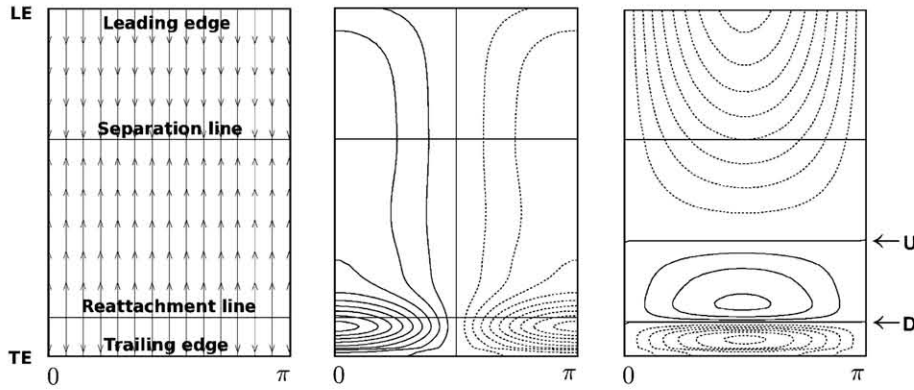 LE
Leading edge
Separation line
U
Reattachment line
D
Trailing edge
TE
0 π 0 π 0 π